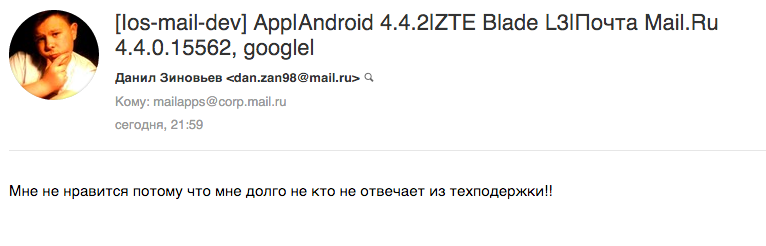 [Ios-mail-dev] App|Android 4.4.2|ZTE Blade L3|Почта Mail.Ru
4.4.0.15562, google|
Данил Зиновьев <dan.zan98@mail.ru>
Кому: mailapps@corp.mail.ru
сегодня, 21:59
Мне не нравится потому что мне долго не кто не отвечает из техподержки!!